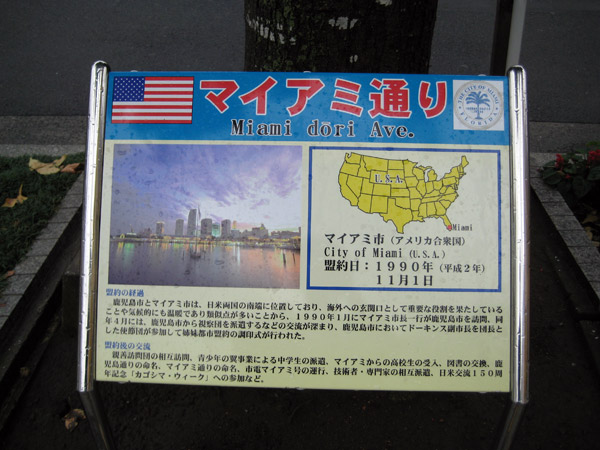 マイアミ通り
Miami dōri Ave.
THE CITY OF MIAMI
FLORIDA
U.S.A.
Miami
マイアミ市（アメリカ合衆国）
City of Miami (U.S.A.)
盟約日：1990年（平成2年）
11月1日
盟約の経過
鹿児島市とマイアミ市は、日米両国の南端に位置しており、海外への玄関口として重要な役割を果たしている
ことや気候的にも温暖であり類似点が多いことから、1990年1月にマイアミ市長一行が鹿児島市を訪問、同
年4月には、鹿児島市から視察団を派遣するなどの交流が深まり、鹿児島市においてドーキンス副市長を団長と
した使節団が参加して姉妹都市盟約の調印式が行われた。
盟約後の交流
親善訪問団の相互訪問、青少年の翼事業による中学生の派遣、マイアミからの高校生の受入、図書の交換、鹿
児島通りの命名、マイアミ通りの命名、市電マイアミ号の運行、技術者・専門家の相互派遣、日米交流150周
年記念「カゴシマ・ウィーク」への参加など。